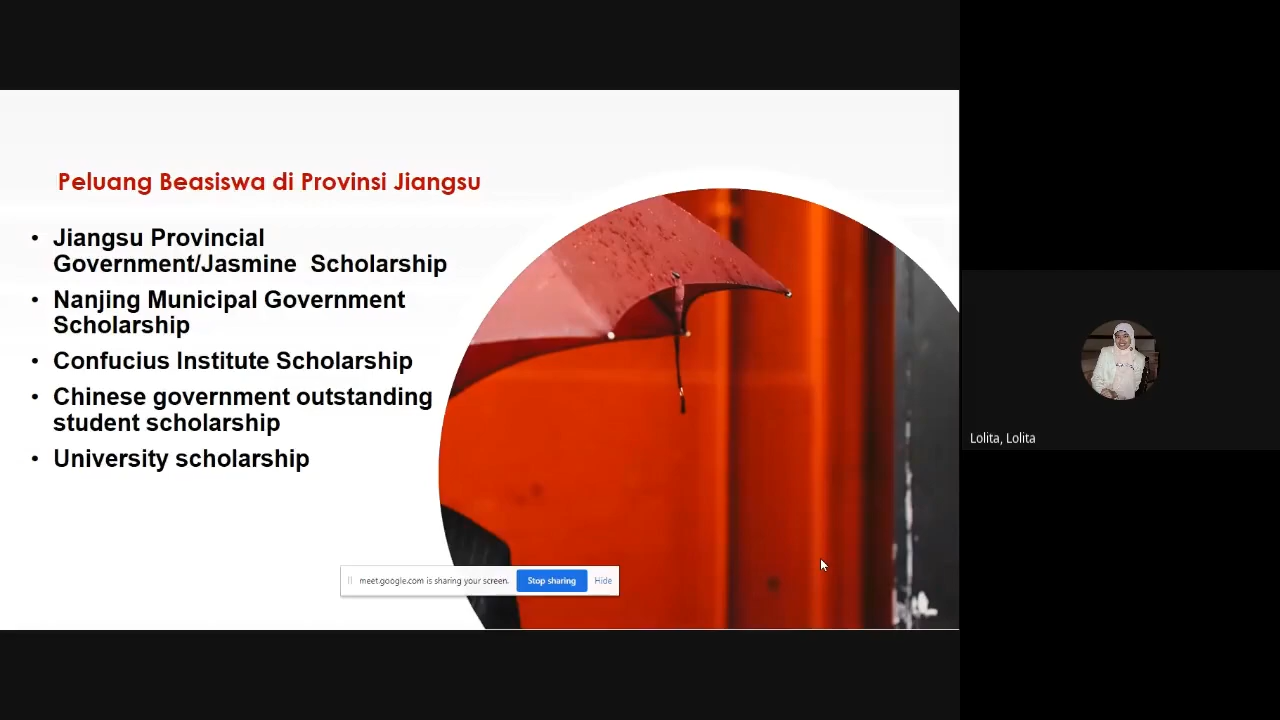 Peluang Beasiswa di Provinsi Jiangsu
• Jiangsu Provincial
Government/Jasmine Scholarship
• Nanjing Municipal Government
Scholarship
• Confucius Institute Scholarship
• Chinese government outstanding
student scholarship
• University scholarship
meet.google.com is sharing your screen. Stop sharing Hide
Lolita, Lolita